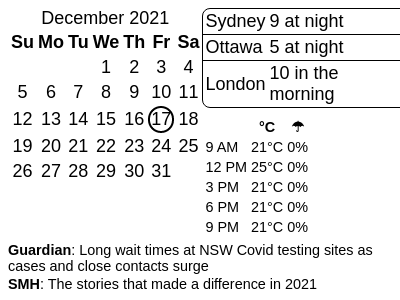 December 2021
Su Mo Tu We Th Fr Sa
1 2 3 4
5 6 7 8 9 10 11
12 13 14 15 16 17 18
19 20 21 22 23 24 25
26 27 28 29 30 31
Sydney 9 at night
Ottawa 5 at night
London 10 in the
morning
°C ☂
9 AM 21°C 0%
12 PM 25°C 0%
3 PM 21°C 0%
6 PM 21°C 0%
9 PM 21°C 0%
Guardian: Long wait times at NSW Covid testing sites as
cases and close contacts surge
SMH: The stories that made a difference in 2021